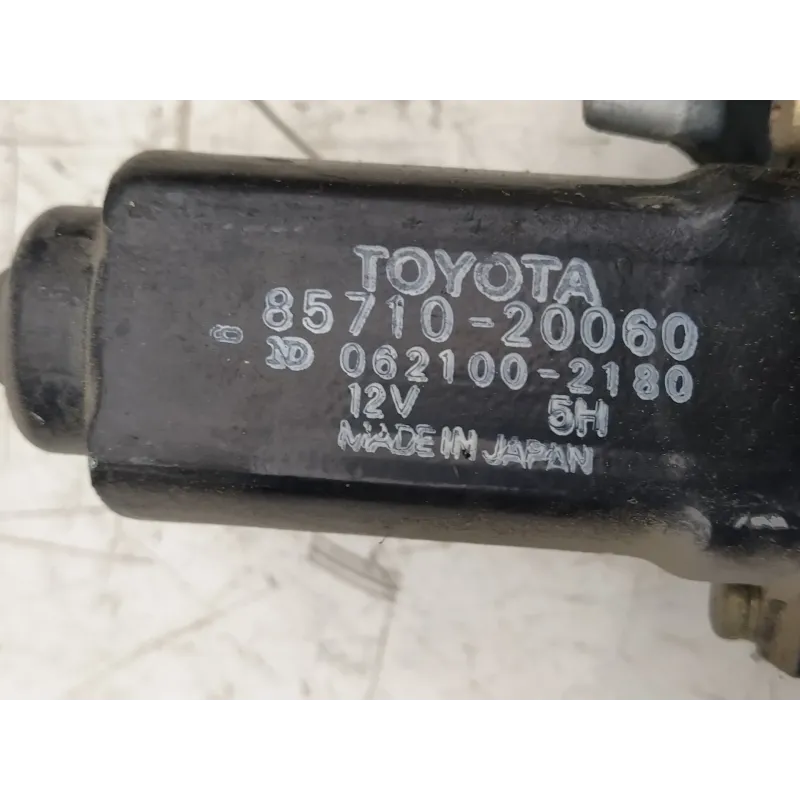 TOYOTA
85710-20060
ND 062100-2180
12V 5H
MADE IN JAPAN